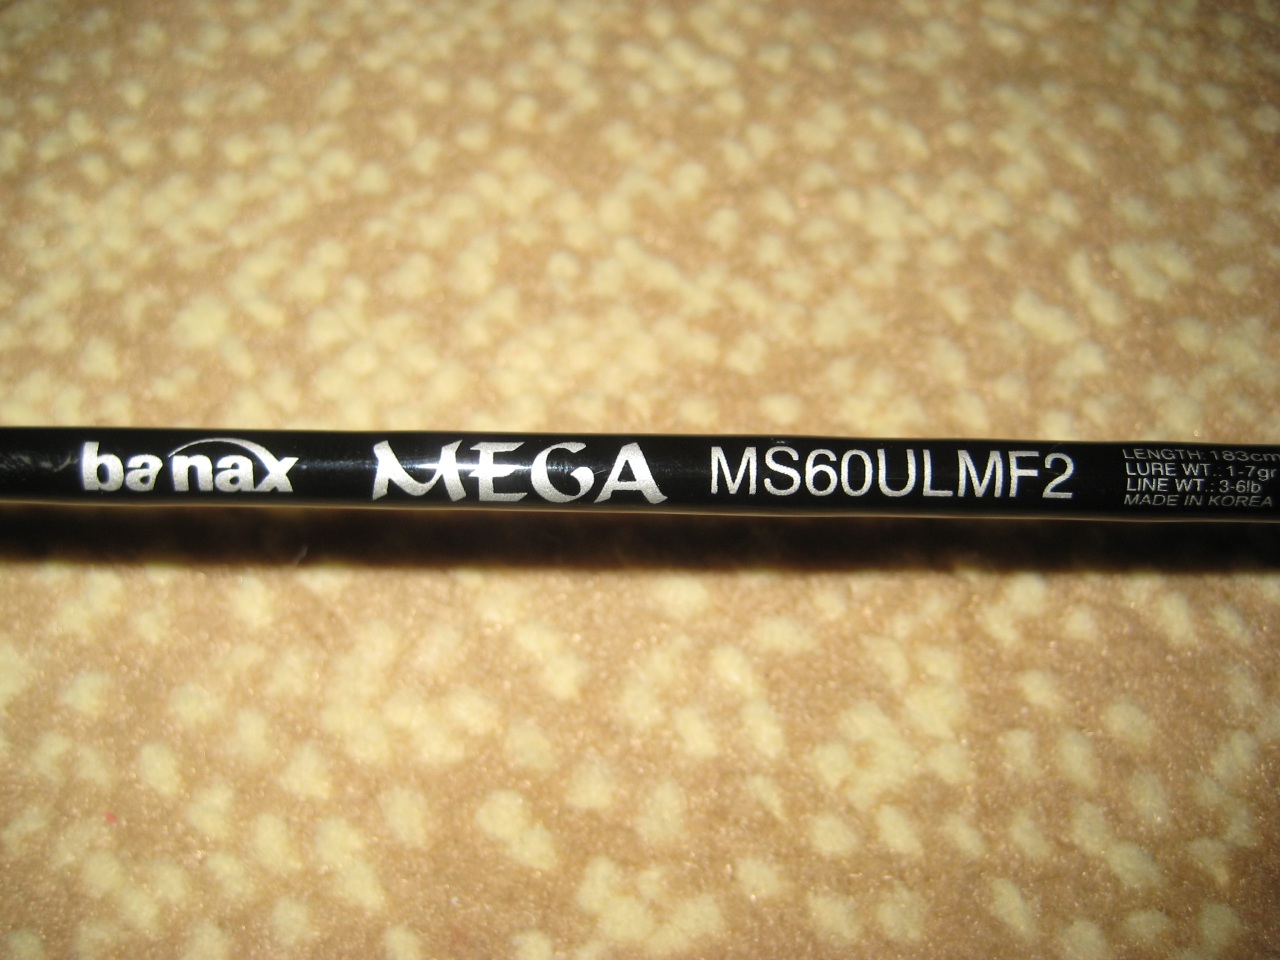 banax MEGA MS60ULMF2
LENGTH: 183cm
LURE WT.: 1-7gr
LINE WT.: 3-6lb
MADE IN KOREA